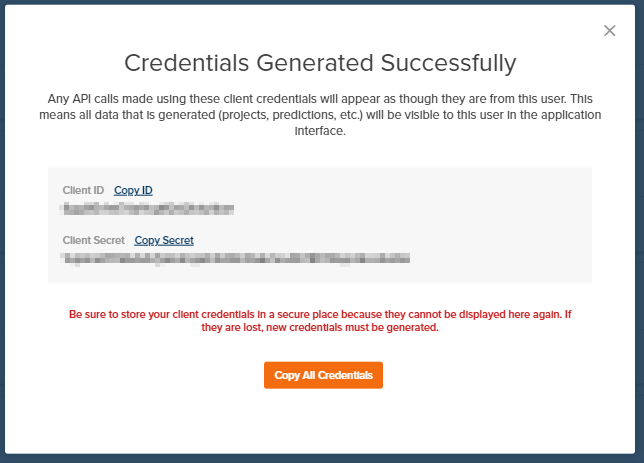 Credentials Generated Successfully
Any API calls made using these client credentials will appear as though they are from this user. This
means all data that is generated (projects, predictions, etc.) will be visible to this user in the application
interface.
Client ID Copy ID
Client Secret Copy Secret
Be sure to store your client credentials in a secure place because they cannot be displayed here again. If
they are lost, new credentials must be generated.
Copy All Credentials